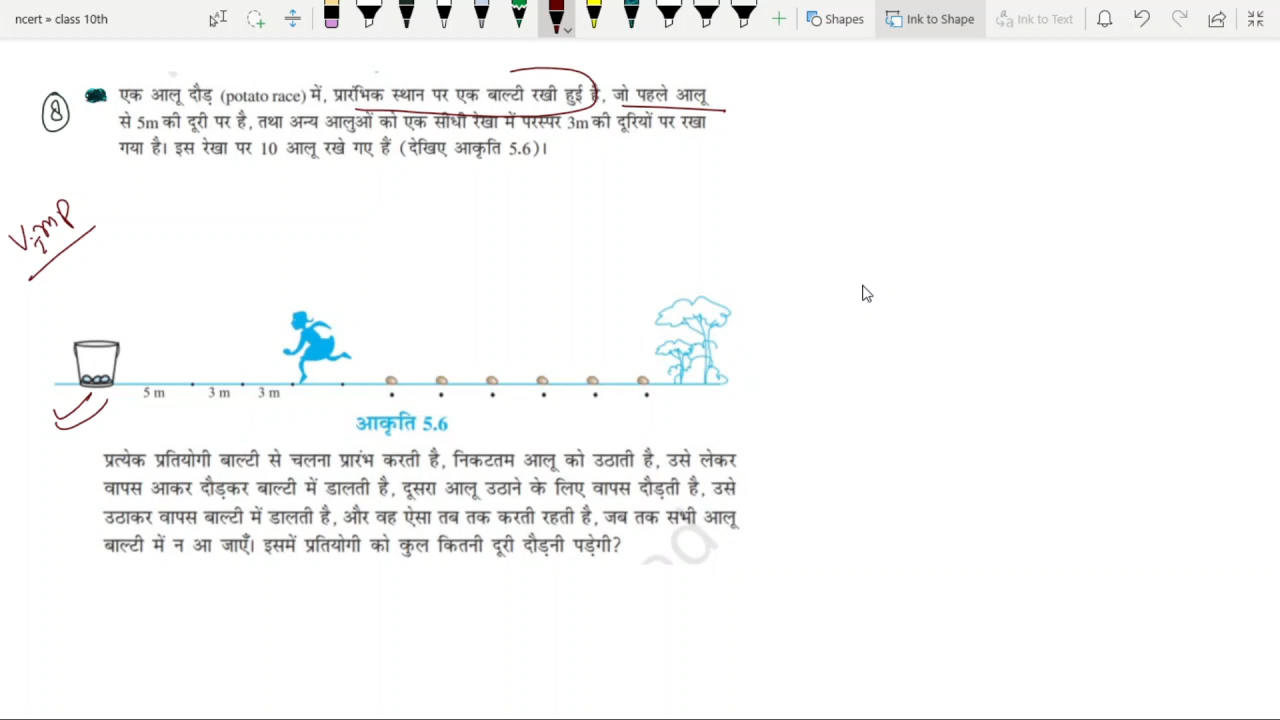 ncert » class 10th
Shapes
Ink to Shape
Ink to Text
8
एक आलू दौड़ (potato race) में, प्रारंभिक स्थान पर एक बाल्टी रखी हुई है, जो पहले आलू
से 5m की दूरी पर है, तथा अन्य आलुओं को एक सीधी रेखा में परस्पर 3m की दूरियों पर रखा
गया है। इस रेखा पर 10 आलू रखे गए हैं (देखिए आकृति 5.6)।
V.Imp
5 m 3 m 3 m
आकृति 5.6
प्रत्येक प्रतियोगी बाल्टी से चलना प्रारंभ करती है, निकटतम आलू को उठाती है, उसे लेकर
वापस आकर दौड़कर बाल्टी में डालती है, दूसरा आलू उठाने के लिए वापस दौड़ती है, उसे
उठाकर वापस बाल्टी में डालती है, और वह ऐसा तब तक करती रहती है, जब तक सभी आलू
बाल्टी में न आ जाएँ। इसमें प्रतियोगी को कुल कितनी दूरी दौड़नी पड़ेगी?